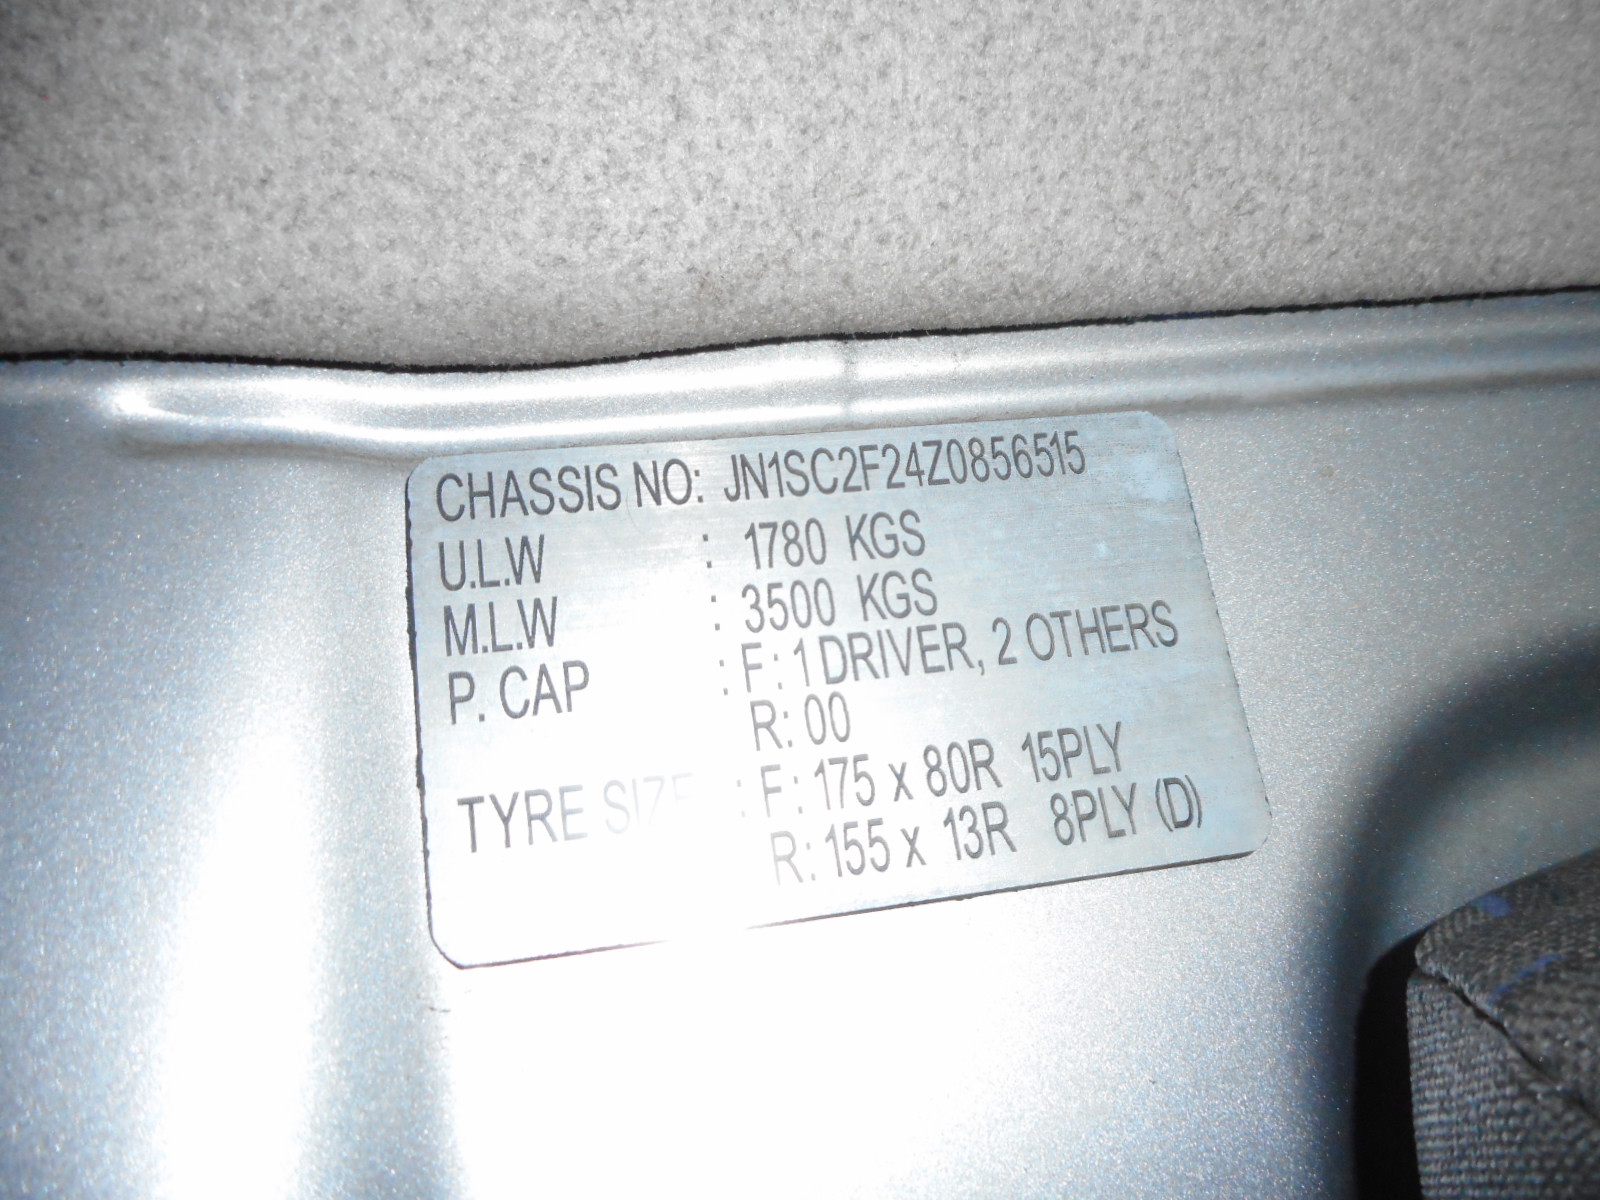 CHASSIS NO: JN1SC2F24Z0856515
U.L.W : 1780 KGS
M.L.W : 3500 KGS
P. CAP : F: 1 DRIVER, 2 OTHERS
R: 00
TYRE SIZE : F: 175 x 80R 15PLY
R: 155 x 13R 8PLY (D)